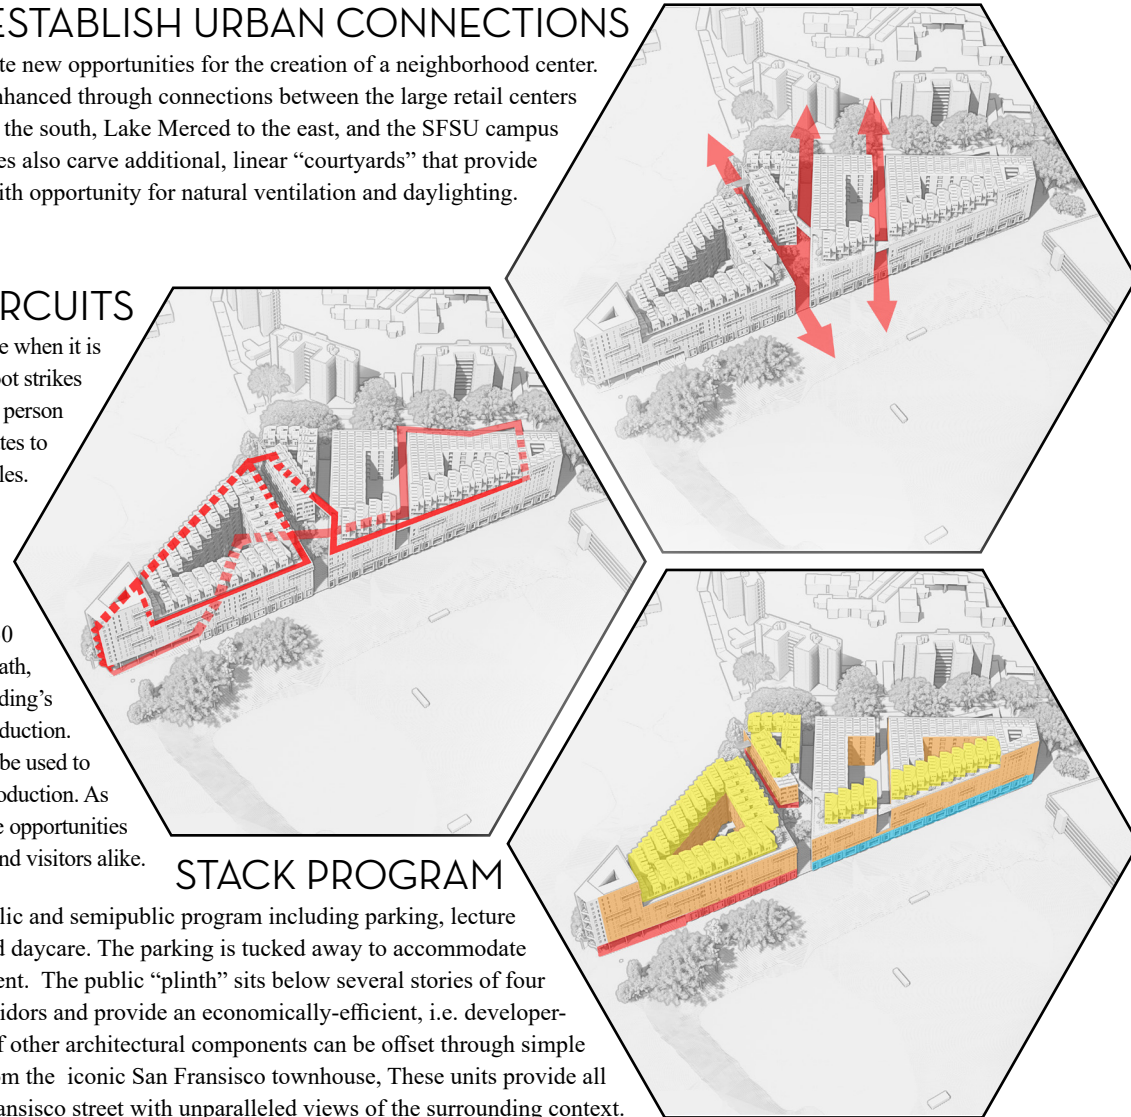 ESTABLISH URBAN CONNECTIONS
te new opportunities for the creation of a neighborhood center.
nhanced through connections between the large retail centers
the south, Lake Merced to the east, and the SFSU campus
es also carve additional, linear “courtyards” that provide
ith opportunity for natural ventilation and daylighting.
RCUITS
e when it is
oot strikes
person
tes to
les.
0
ath,
ding’s
duction.
be used to
oduction. As
e opportunities
nd visitors alike.
STACK PROGRAM
lic and semipublic program including parking, lecture
d daycare. The parking is tucked away to accommodate
ent.  The public “plinth” sits below several stories of four
idors and provide an economically-efficient, i.e. developer-
f other architectural components can be offset through simple
om the  iconic San Fransisco townhouse, These units provide all
ansisco street with unparalleled views of the surrounding context.